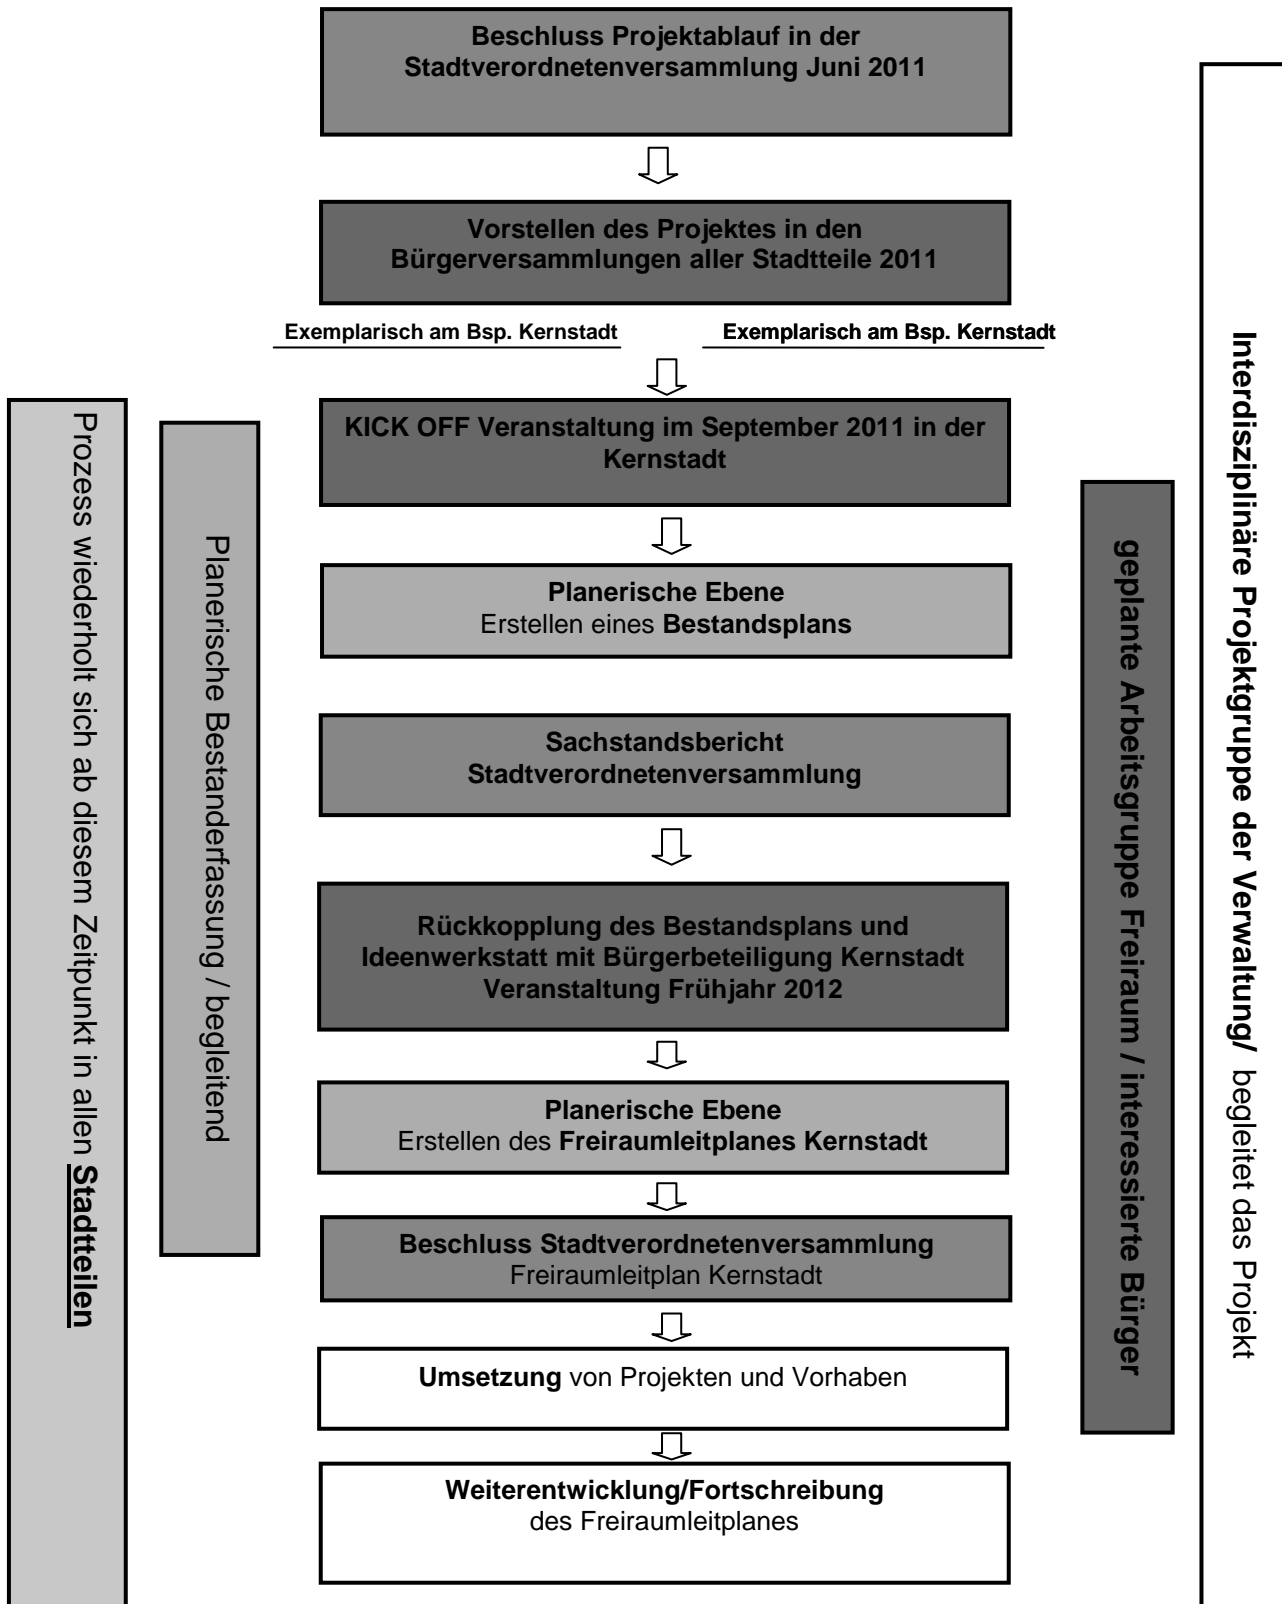 Beschluss Projektablauf in der
Stadtverordnetenversammlung Juni 2011
Vorstellen des Projektes in den
Bürgerversammlungen aller Stadtteile 2011
Exemplarisch am Bsp. Kernstadt
Exemplarisch am Bsp. Kernstadt
KICK OFF Veranstaltung im September 2011 in der
Kernstadt
Planerische Ebene
Erstellen eines Bestandsplans
Sachstandsbericht
Stadtverordnetenversammlung
Rückkopplung des Bestandsplans und
Ideenwerkstatt mit Bürgerbeteiligung Kernstadt
Veranstaltung Frühjahr 2012
Planerische Ebene
Erstellen des Freiraumleitplanes Kernstadt
Beschluss Stadtverordnetenversammlung
Freiraumleitplan Kernstadt
Umsetzung von Projekten und Vorhaben
Weiterentwicklung/Fortschreibung
des Freiraumleitplanes
Prozess wiederholt sich ab diesem Zeitpunkt in allen Stadtteilen
Planerische Bestanderfassung / begleitend
geplante Arbeitsgruppe Freiraum / interessierte Bürger
Interdisziplinäre Projektgruppe der Verwaltung/ begleitet das Projekt